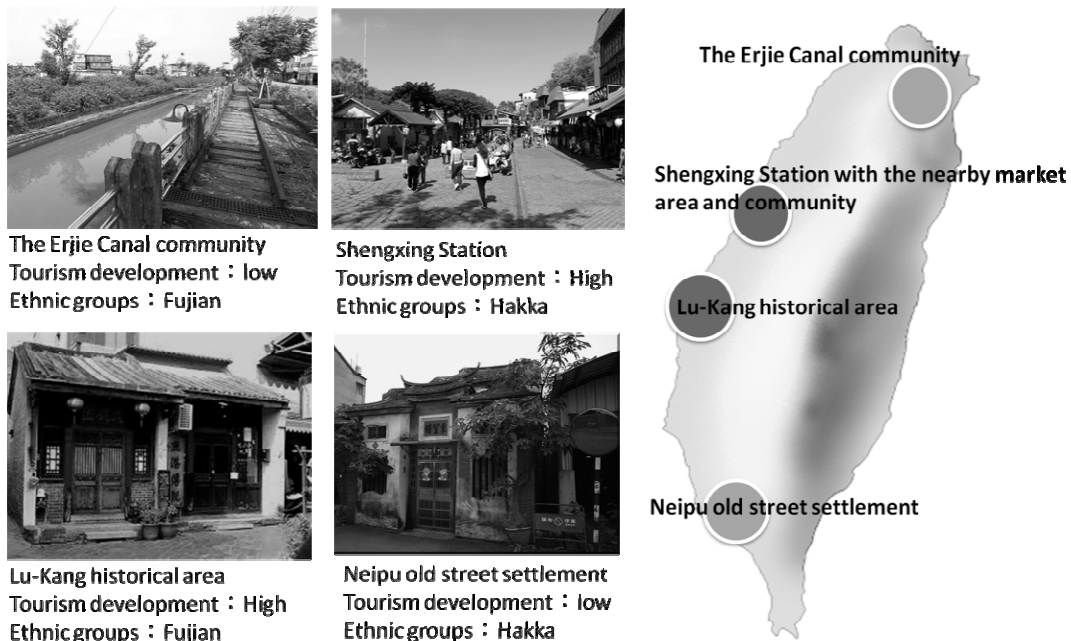 The Erjie Canal community
Tourism development：low
Ethnic groups：Fujian
Shengxing Station
Tourism development：High
Ethnic groups：Hakka
Lu-Kang historical area
Tourism development：High
Ethnic groups：Fujian
Neipu old street settlement
Tourism development：low
Ethnic groups：Hakka
The Erjie Canal community
Shengxing Station with the nearby market
area and community
Lu-Kang historical area
Neipu old street settlement